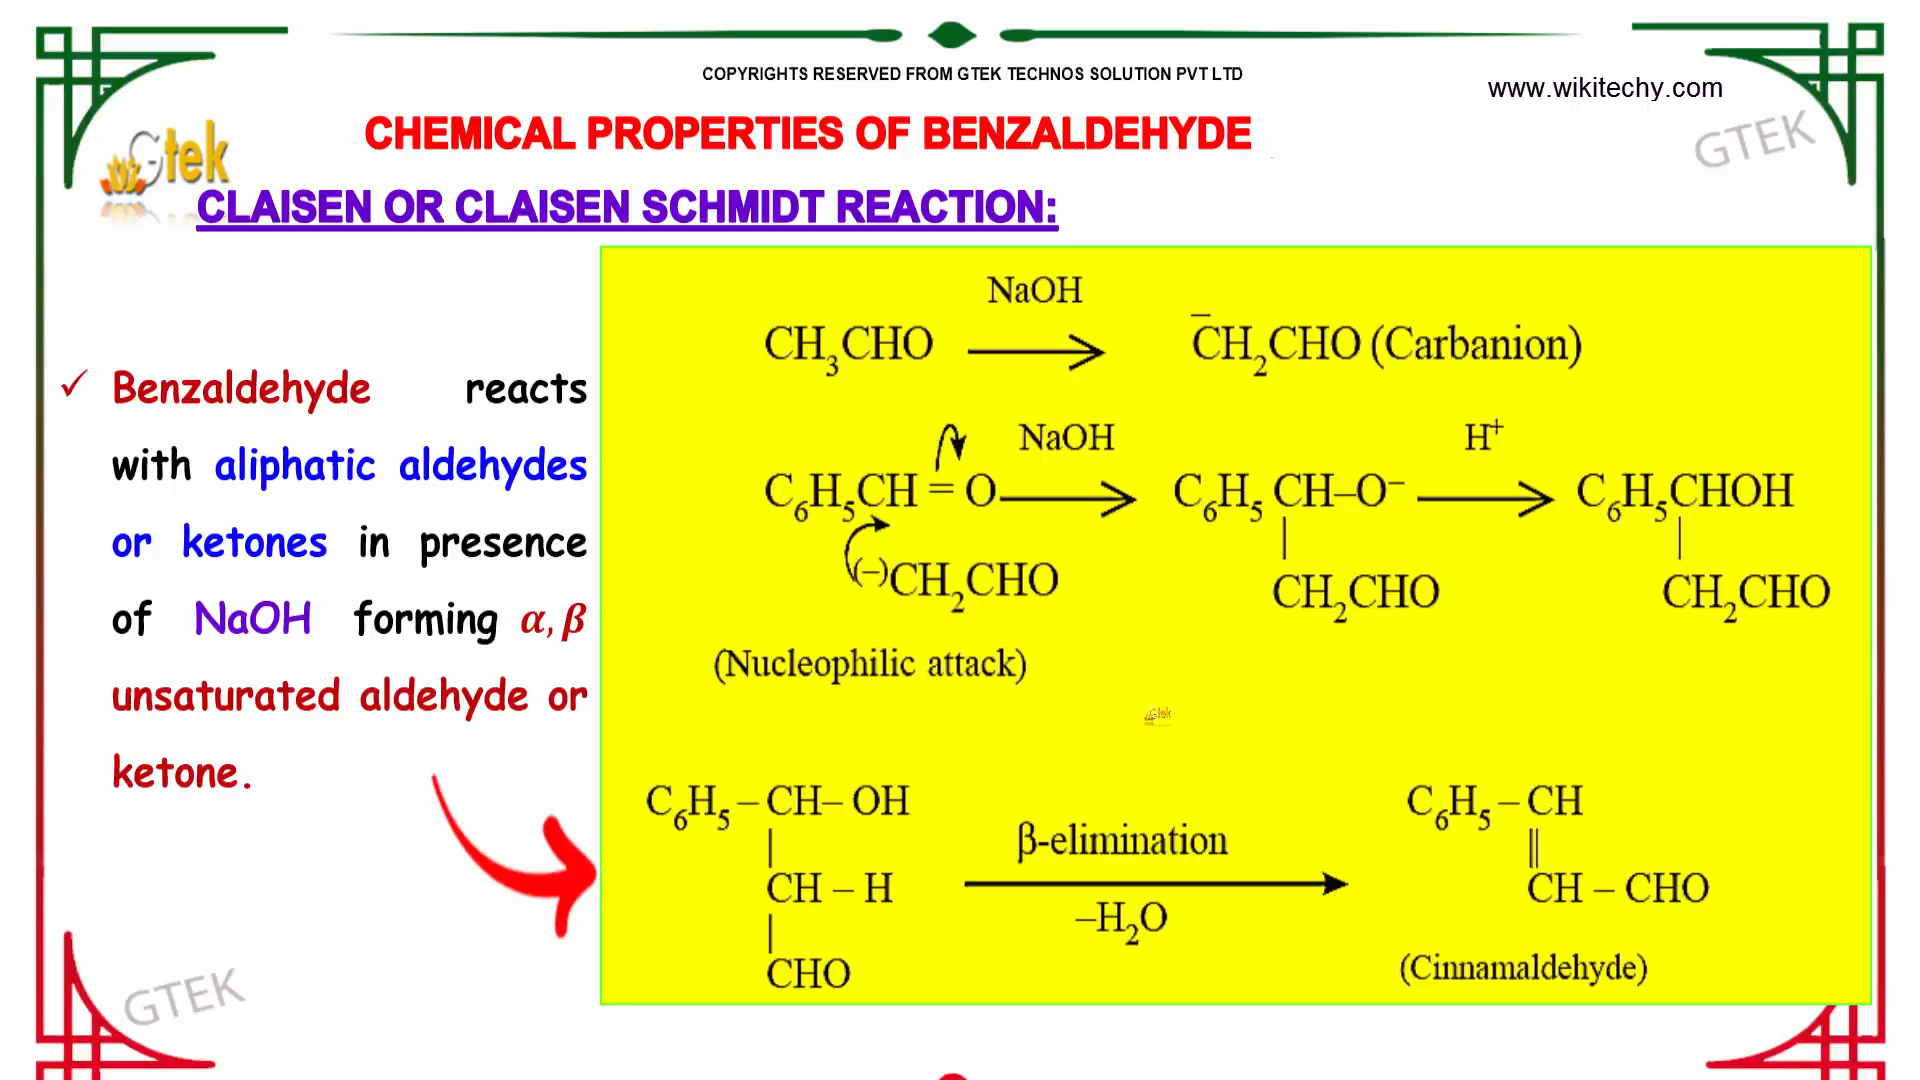 COPYRIGHTS RESERVED FROM GTEK TECHNOS SOLUTION PVT LTD
www.wikitechy.com
GTEK
Gtek
CHEMICAL PROPERTIES OF BENZALDEHYDE
CLAISEN OR CLAISEN SCHMIDT REACTION:
✓ Benzaldehyde reacts
with aliphatic aldehydes
or ketones in presence
of NaOH forming α, β
unsaturated aldehyde or
ketone.
NaOH
CH₃CHO → C̅H₂CHO (Carbanion)
NaOH H⁺
C₆H₅CH = O → C₆H₅ CH–O⁻ → C₆H₅CHOH
(–)CH₂CHO CH₂CHO CH₂CHO
(Nucleophilic attack)
Gtek
C₆H₅ – CH– OH C₆H₅ – CH
β-elimination
CH – H CH – CHO
–H₂O
CHO (Cinnamaldehyde)
GTEK